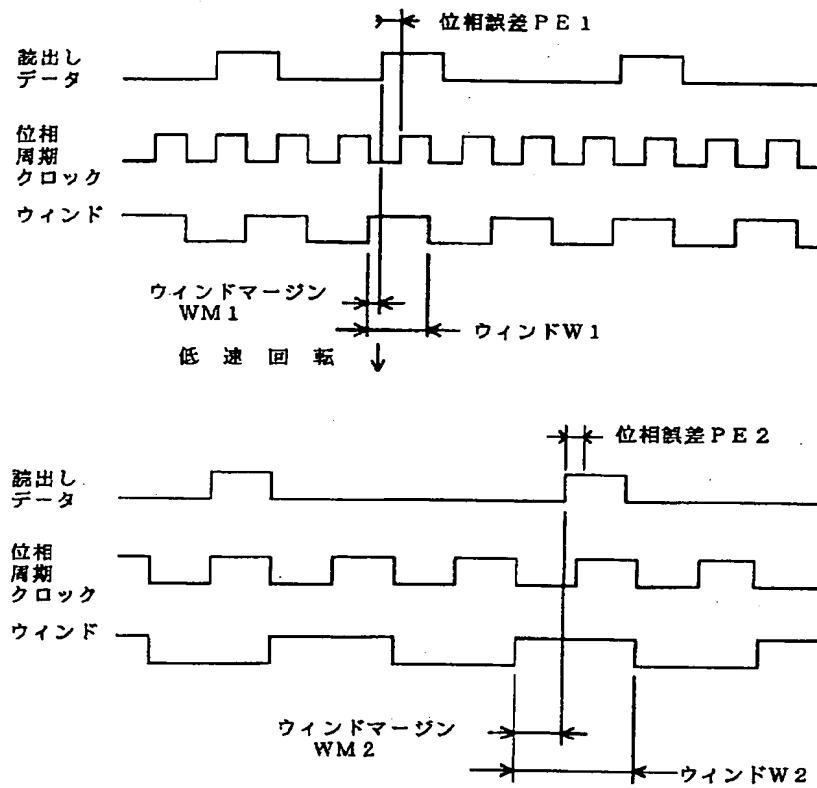 位相誤差ＰＥ１
読出し
データ
位相
周期
クロック
ウィンド
ウィンドマージン
ＷＭ１
ウィンドＷ１
低速回転
位相誤差ＰＥ２
読出し
データ
位相
周期
クロック
ウィンド
ウィンドマージン
ＷＭ２
ウィンドＷ２